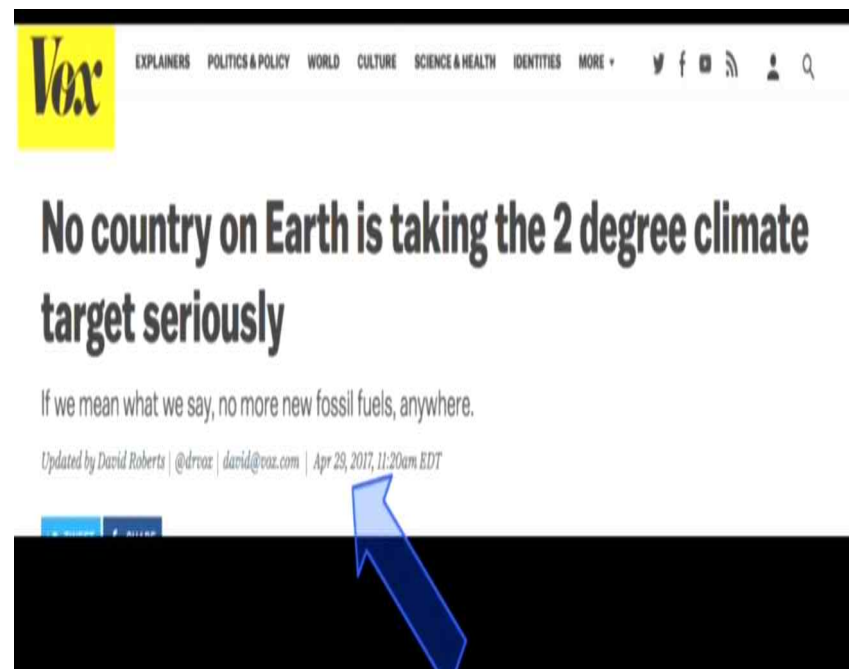 Vox
EXPLAINERS POLITICS & POLICY WORLD CULTURE SCIENCE & HEALTH IDENTITIES MORE
No country on Earth is taking the 2 degree climate
target seriously
If we mean what we say, no more new fossil fuels, anywhere.
Updated by David Roberts | @drvox | david@vox.com | Apr 29, 2017, 11:20am EDT